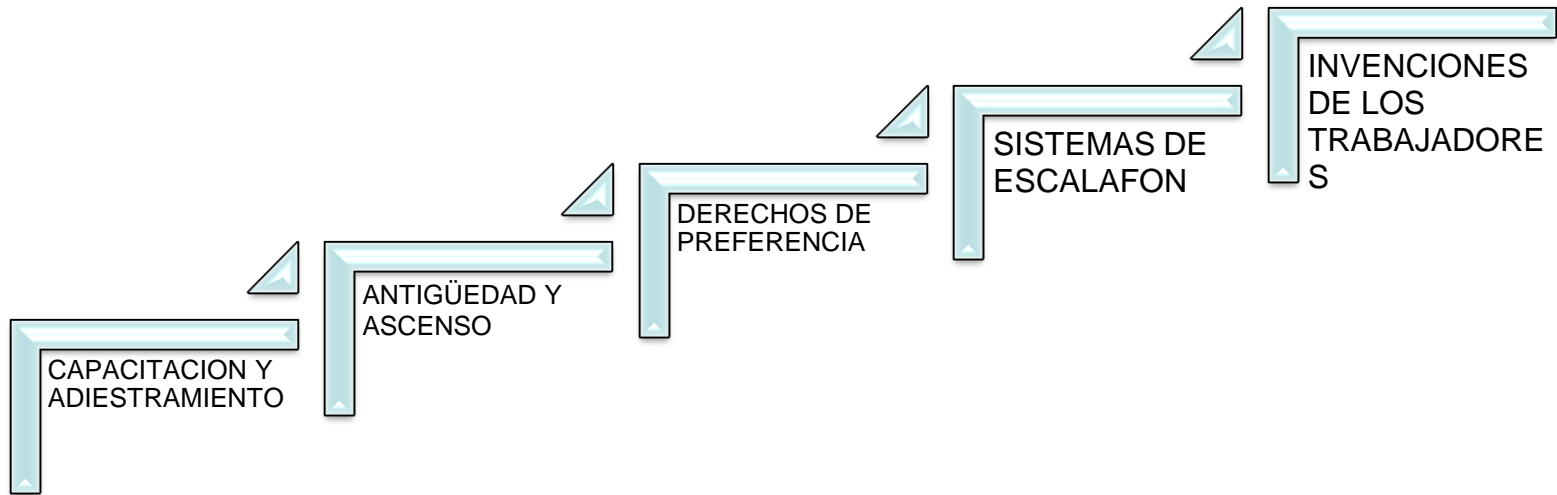 CAPACITACION Y
ADIESTRAMIENTO
ANTIGÜEDAD Y
ASCENSO
DERECHOS DE
PREFERENCIA
SISTEMAS DE
ESCALAFON
INVENCIONES
DE LOS
TRABAJADORE
S